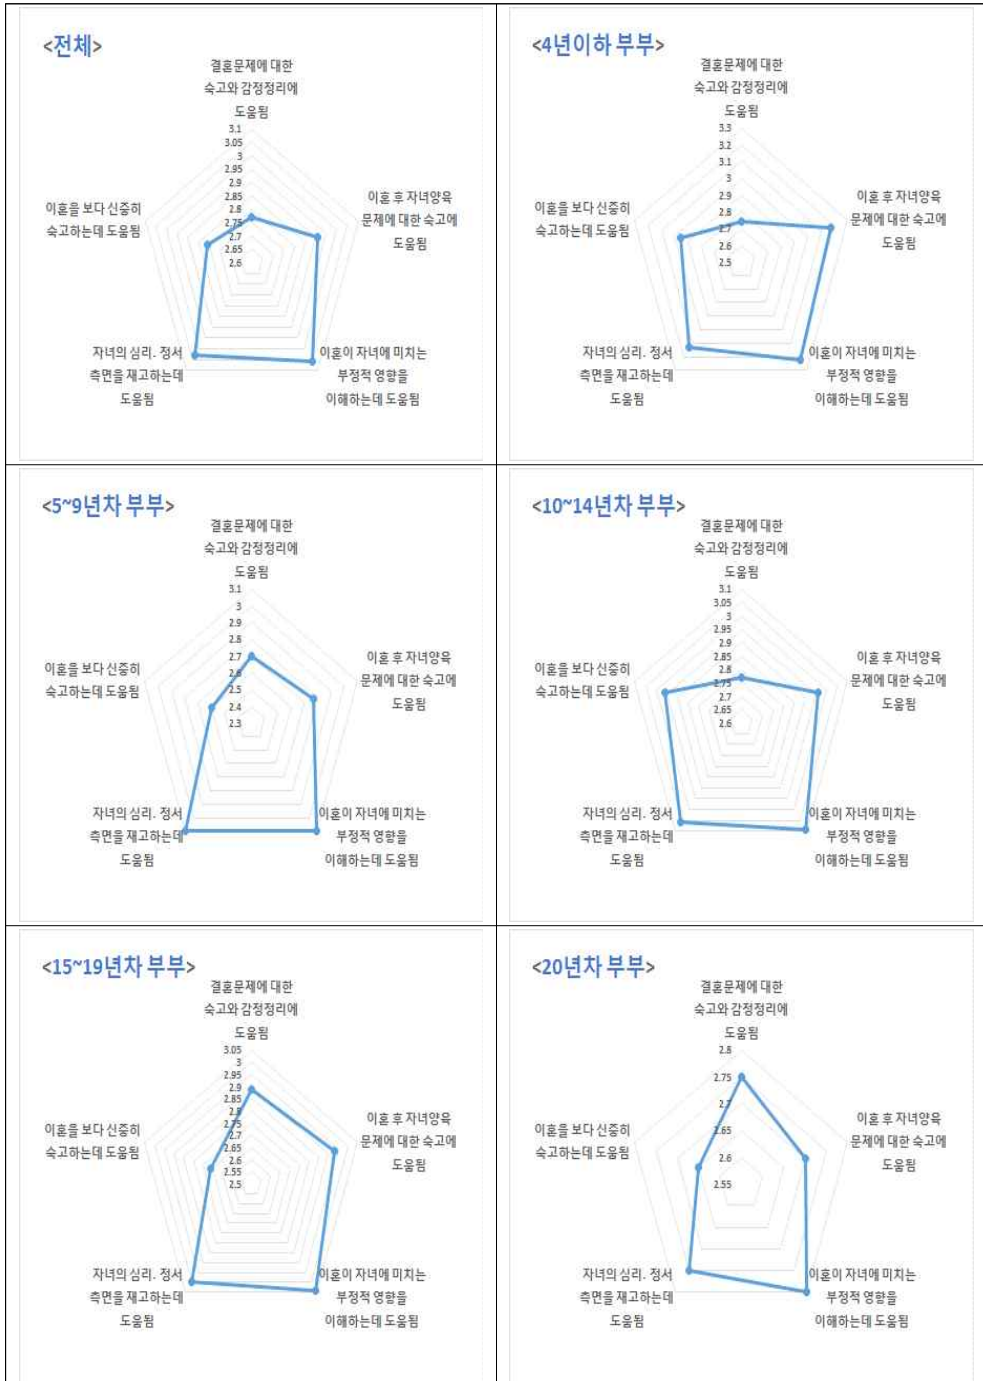 <전체>
결혼문제에 대한
숙고와 감정정리에
도움됨
3.1
3.05
3
2.95
2.9
2.85
2.8
2.75
2.7
2.65
2.6
이혼 후 자녀양육
문제에 대한 숙고에
도움됨
이혼이 자녀에 미치는
부정적 영향을
이해하는데 도움됨
자녀의 심리. 정서
측면을 재고하는데
도움됨
이혼을 보다 신중히
숙고하는데 도움됨
<4년이하 부부>
결혼문제에 대한
숙고와 감정정리에
도움됨
3.3
3.2
3.1
3
2.9
2.8
2.7
2.6
2.5
이혼 후 자녀양육
문제에 대한 숙고에
도움됨
이혼이 자녀에 미치는
부정적 영향을
이해하는데 도움됨
자녀의 심리. 정서
측면을 재고하는데
도움됨
이혼을 보다 신중히
숙고하는데 도움됨
<5~9년차 부부>
결혼문제에 대한
숙고와 감정정리에
도움됨
3.1
3
2.9
2.8
2.7
2.6
2.5
2.4
2.3
이혼 후 자녀양육
문제에 대한 숙고에
도움됨
이혼이 자녀에 미치는
부정적 영향을
이해하는데 도움됨
자녀의 심리. 정서
측면을 재고하는데
도움됨
이혼을 보다 신중히
숙고하는데 도움됨
<10~14년차 부부>
결혼문제에 대한
숙고와 감정정리에
도움됨
3.1
3.05
3
2.95
2.9
2.85
2.8
2.75
2.7
2.65
2.6
이혼 후 자녀양육
문제에 대한 숙고에
도움됨
이혼이 자녀에 미치는
부정적 영향을
이해하는데 도움됨
자녀의 심리. 정서
측면을 재고하는데
도움됨
이혼을 보다 신중히
숙고하는데 도움됨
<15~19년차 부부>
결혼문제에 대한
숙고와 감정정리에
도움됨
3.05
3
2.95
2.9
2.85
2.8
2.75
2.7
2.65
2.6
2.55
2.5
이혼 후 자녀양육
문제에 대한 숙고에
도움됨
이혼이 자녀에 미치는
부정적 영향을
이해하는데 도움됨
자녀의 심리. 정서
측면을 재고하는데
도움됨
이혼을 보다 신중히
숙고하는데 도움됨
<20년차 부부>
결혼문제에 대한
숙고와 감정정리에
도움됨
2.8
2.75
2.7
2.65
2.6
2.55
이혼 후 자녀양육
문제에 대한 숙고에
도움됨
이혼이 자녀에 미치는
부정적 영향을
이해하는데 도움됨
자녀의 심리. 정서
측면을 재고하는데
도움됨
이혼을 보다 신중히
숙고하는데 도움됨